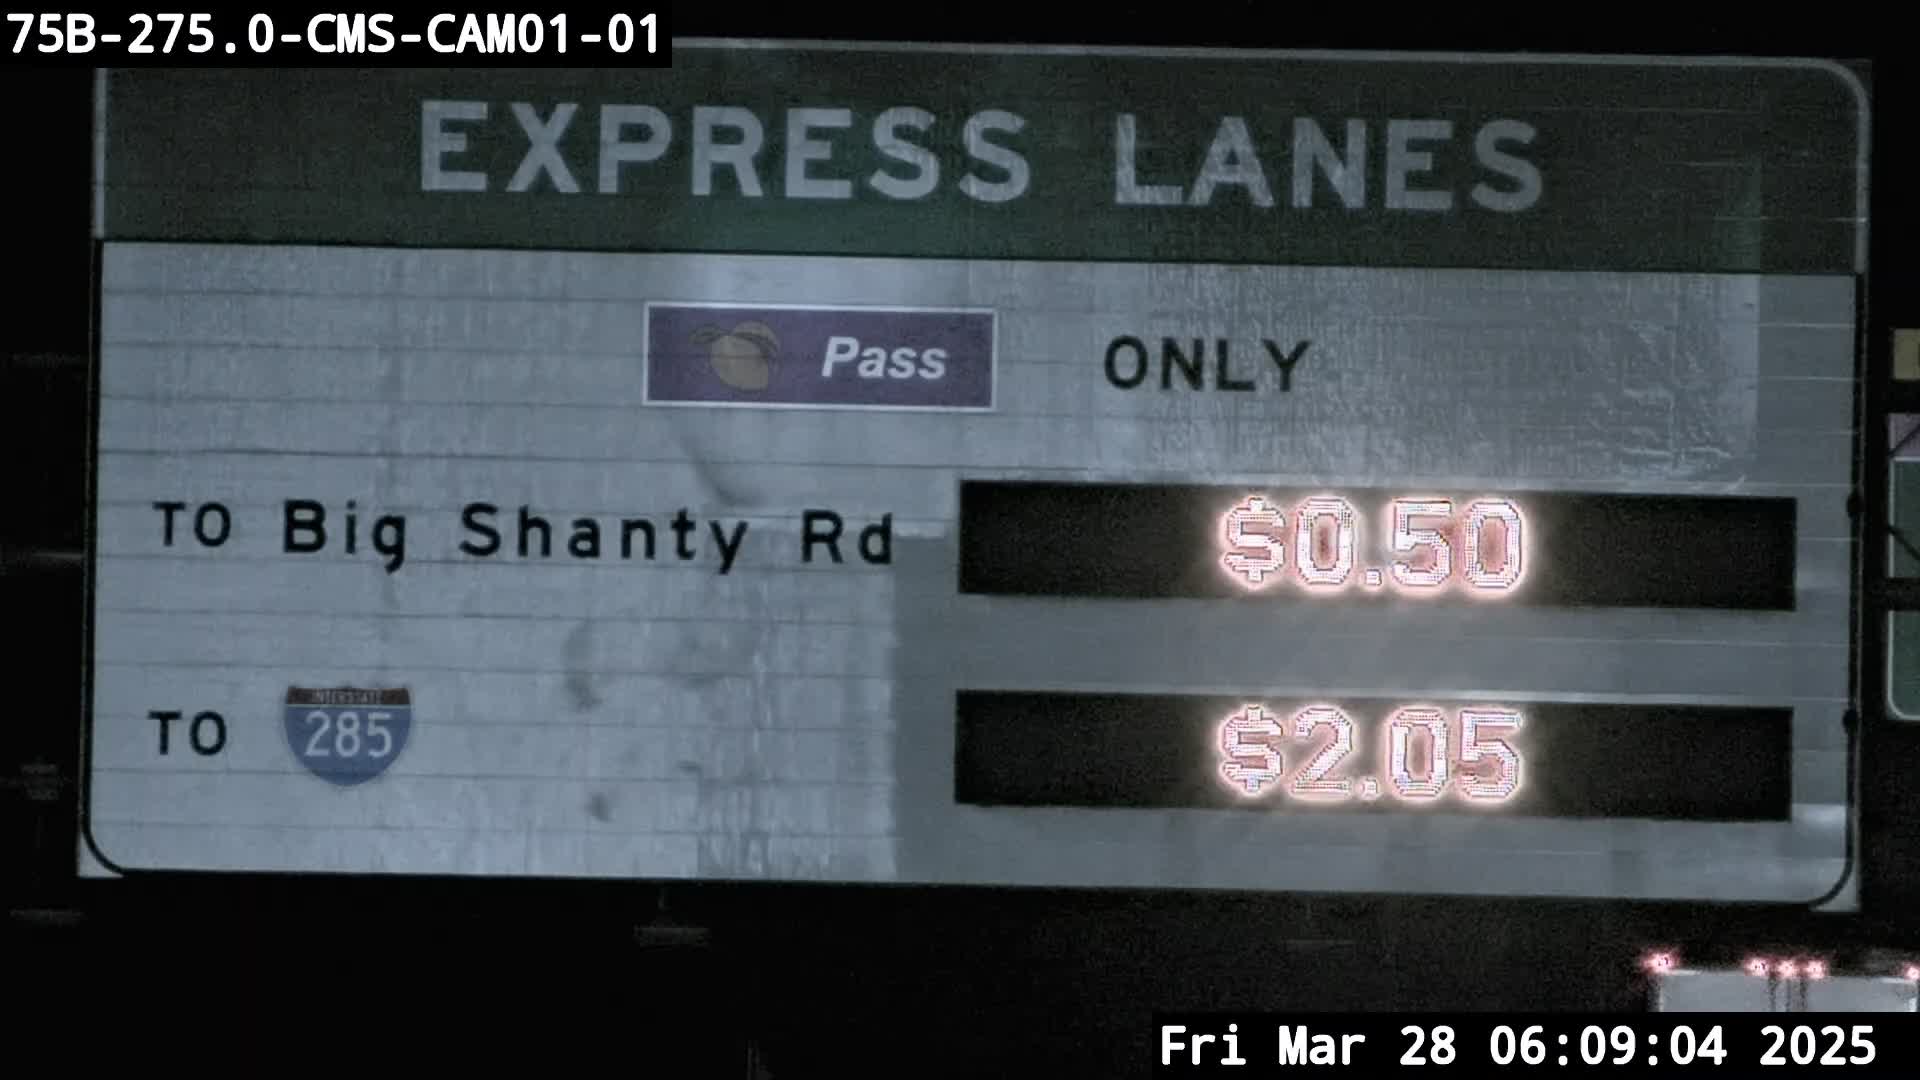 75B-275.0-CMS-CAM01-01
EXPRESS LANES
Pass ONLY
TO Big Shanty Rd $0.50
INTERSTATE
TO 285 $2.05
Fri Mar 28 06:09:04 2025